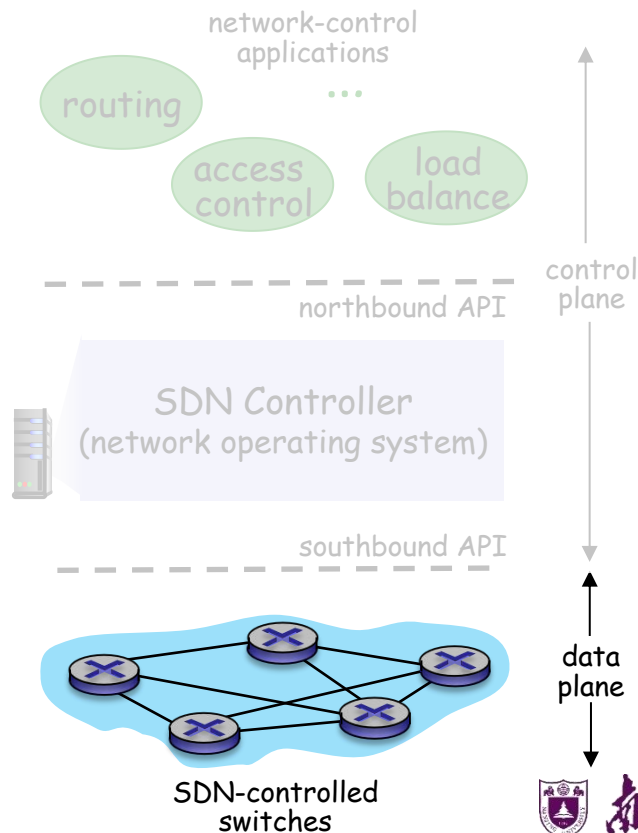 network-control
applications
...
routing
access
control
load
balance
northbound API
control
plane
SDN Controller
(network operating system)
southbound API
data
plane
SDN-controlled
switches